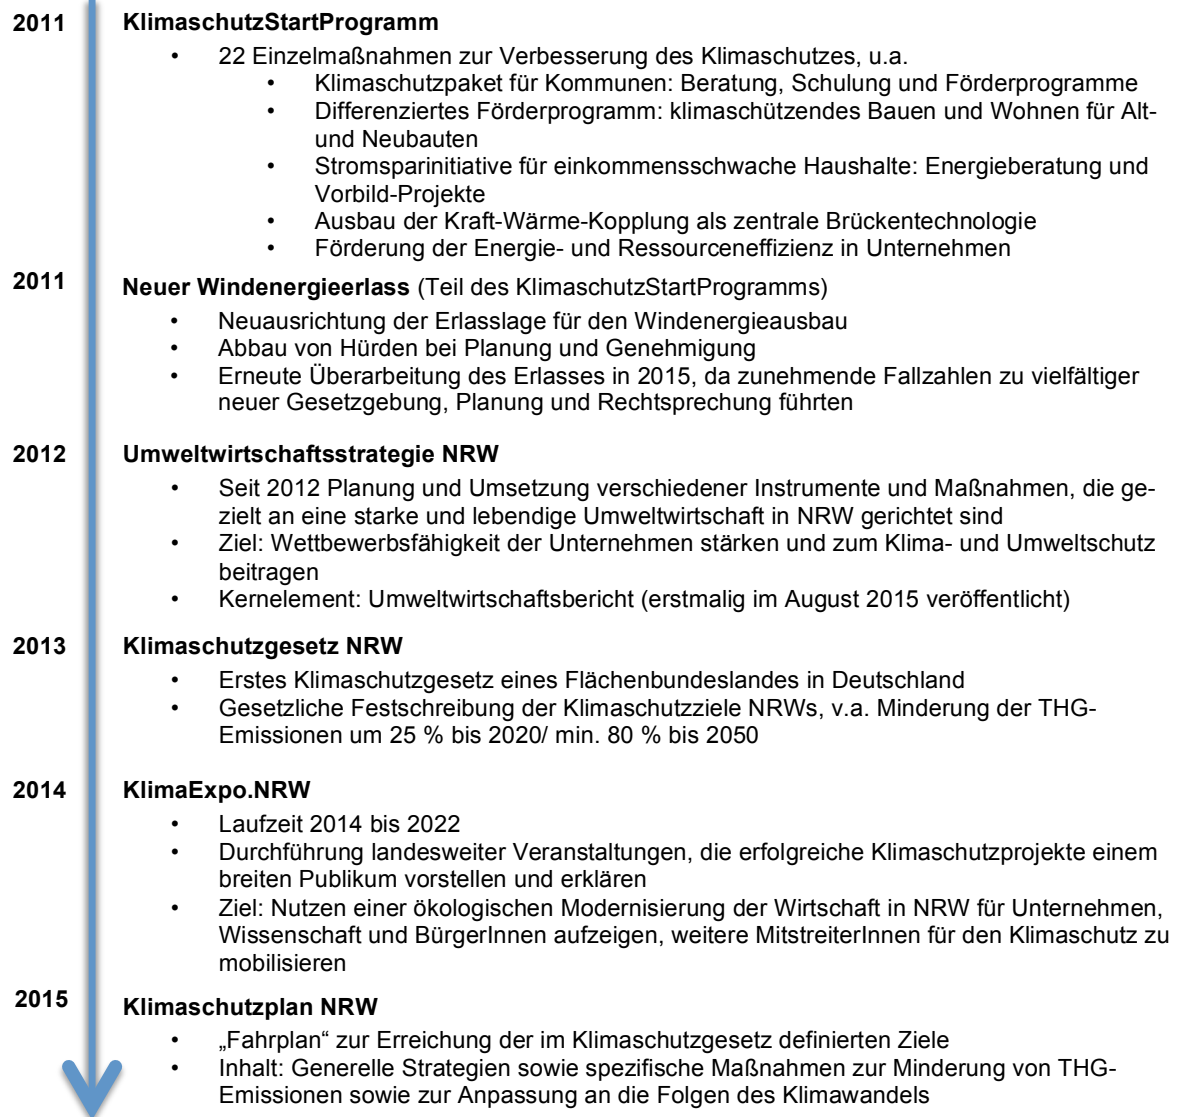 2011 KlimaschutzStartProgramm
• 22 Einzelmaßnahmen zur Verbesserung des Klimaschutzes, u.a.
• Klimaschutzpaket für Kommunen: Beratung, Schulung und Förderprogramme
• Differenziertes Förderprogramm: klimaschützendes Bauen und Wohnen für Alt-
und Neubauten
• Stromsparinitiative für einkommensschwache Haushalte: Energieberatung und
Vorbild-Projekte
• Ausbau der Kraft-Wärme-Kopplung als zentrale Brückentechnologie
• Förderung der Energie- und Ressourceneffizienz in Unternehmen
2011 Neuer Windenergieerlass (Teil des KlimaschutzStartProgramms)
• Neuausrichtung der Erlasslage für den Windenergieausbau
• Abbau von Hürden bei Planung und Genehmigung
• Erneute Überarbeitung des Erlasses in 2015, da zunehmende Fallzahlen zu vielfältiger
neuer Gesetzgebung, Planung und Rechtsprechung führten
2012 Umweltwirtschaftsstrategie NRW
• Seit 2012 Planung und Umsetzung verschiedener Instrumente und Maßnahmen, die ge-
zielt an eine starke und lebendige Umweltwirtschaft in NRW gerichtet sind
• Ziel: Wettbewerbsfähigkeit der Unternehmen stärken und zum Klima- und Umweltschutz
beitragen
• Kernelement: Umweltwirtschaftsbericht (erstmalig im August 2015 veröffentlicht)
2013 Klimaschutzgesetz NRW
• Erstes Klimaschutzgesetz eines Flächenbundeslandes in Deutschland
• Gesetzliche Festschreibung der Klimaschutzziele NRWs, v.a. Minderung der THG-
Emissionen um 25 % bis 2020/ min. 80 % bis 2050
2014 KlimaExpo.NRW
• Laufzeit 2014 bis 2022
• Durchführung landesweiter Veranstaltungen, die erfolgreiche Klimaschutzprojekte einem
breiten Publikum vorstellen und erklären
• Ziel: Nutzen einer ökologischen Modernisierung der Wirtschaft in NRW für Unternehmen,
Wissenschaft und BürgerInnen aufzeigen, weitere MitstreiterInnen für den Klimaschutz zu
mobilisieren
2015 Klimaschutzplan NRW
• „Fahrplan“ zur Erreichung der im Klimaschutzgesetz definierten Ziele
• Inhalt: Generelle Strategien sowie spezifische Maßnahmen zur Minderung von THG-
Emissionen sowie zur Anpassung an die Folgen des Klimawandels